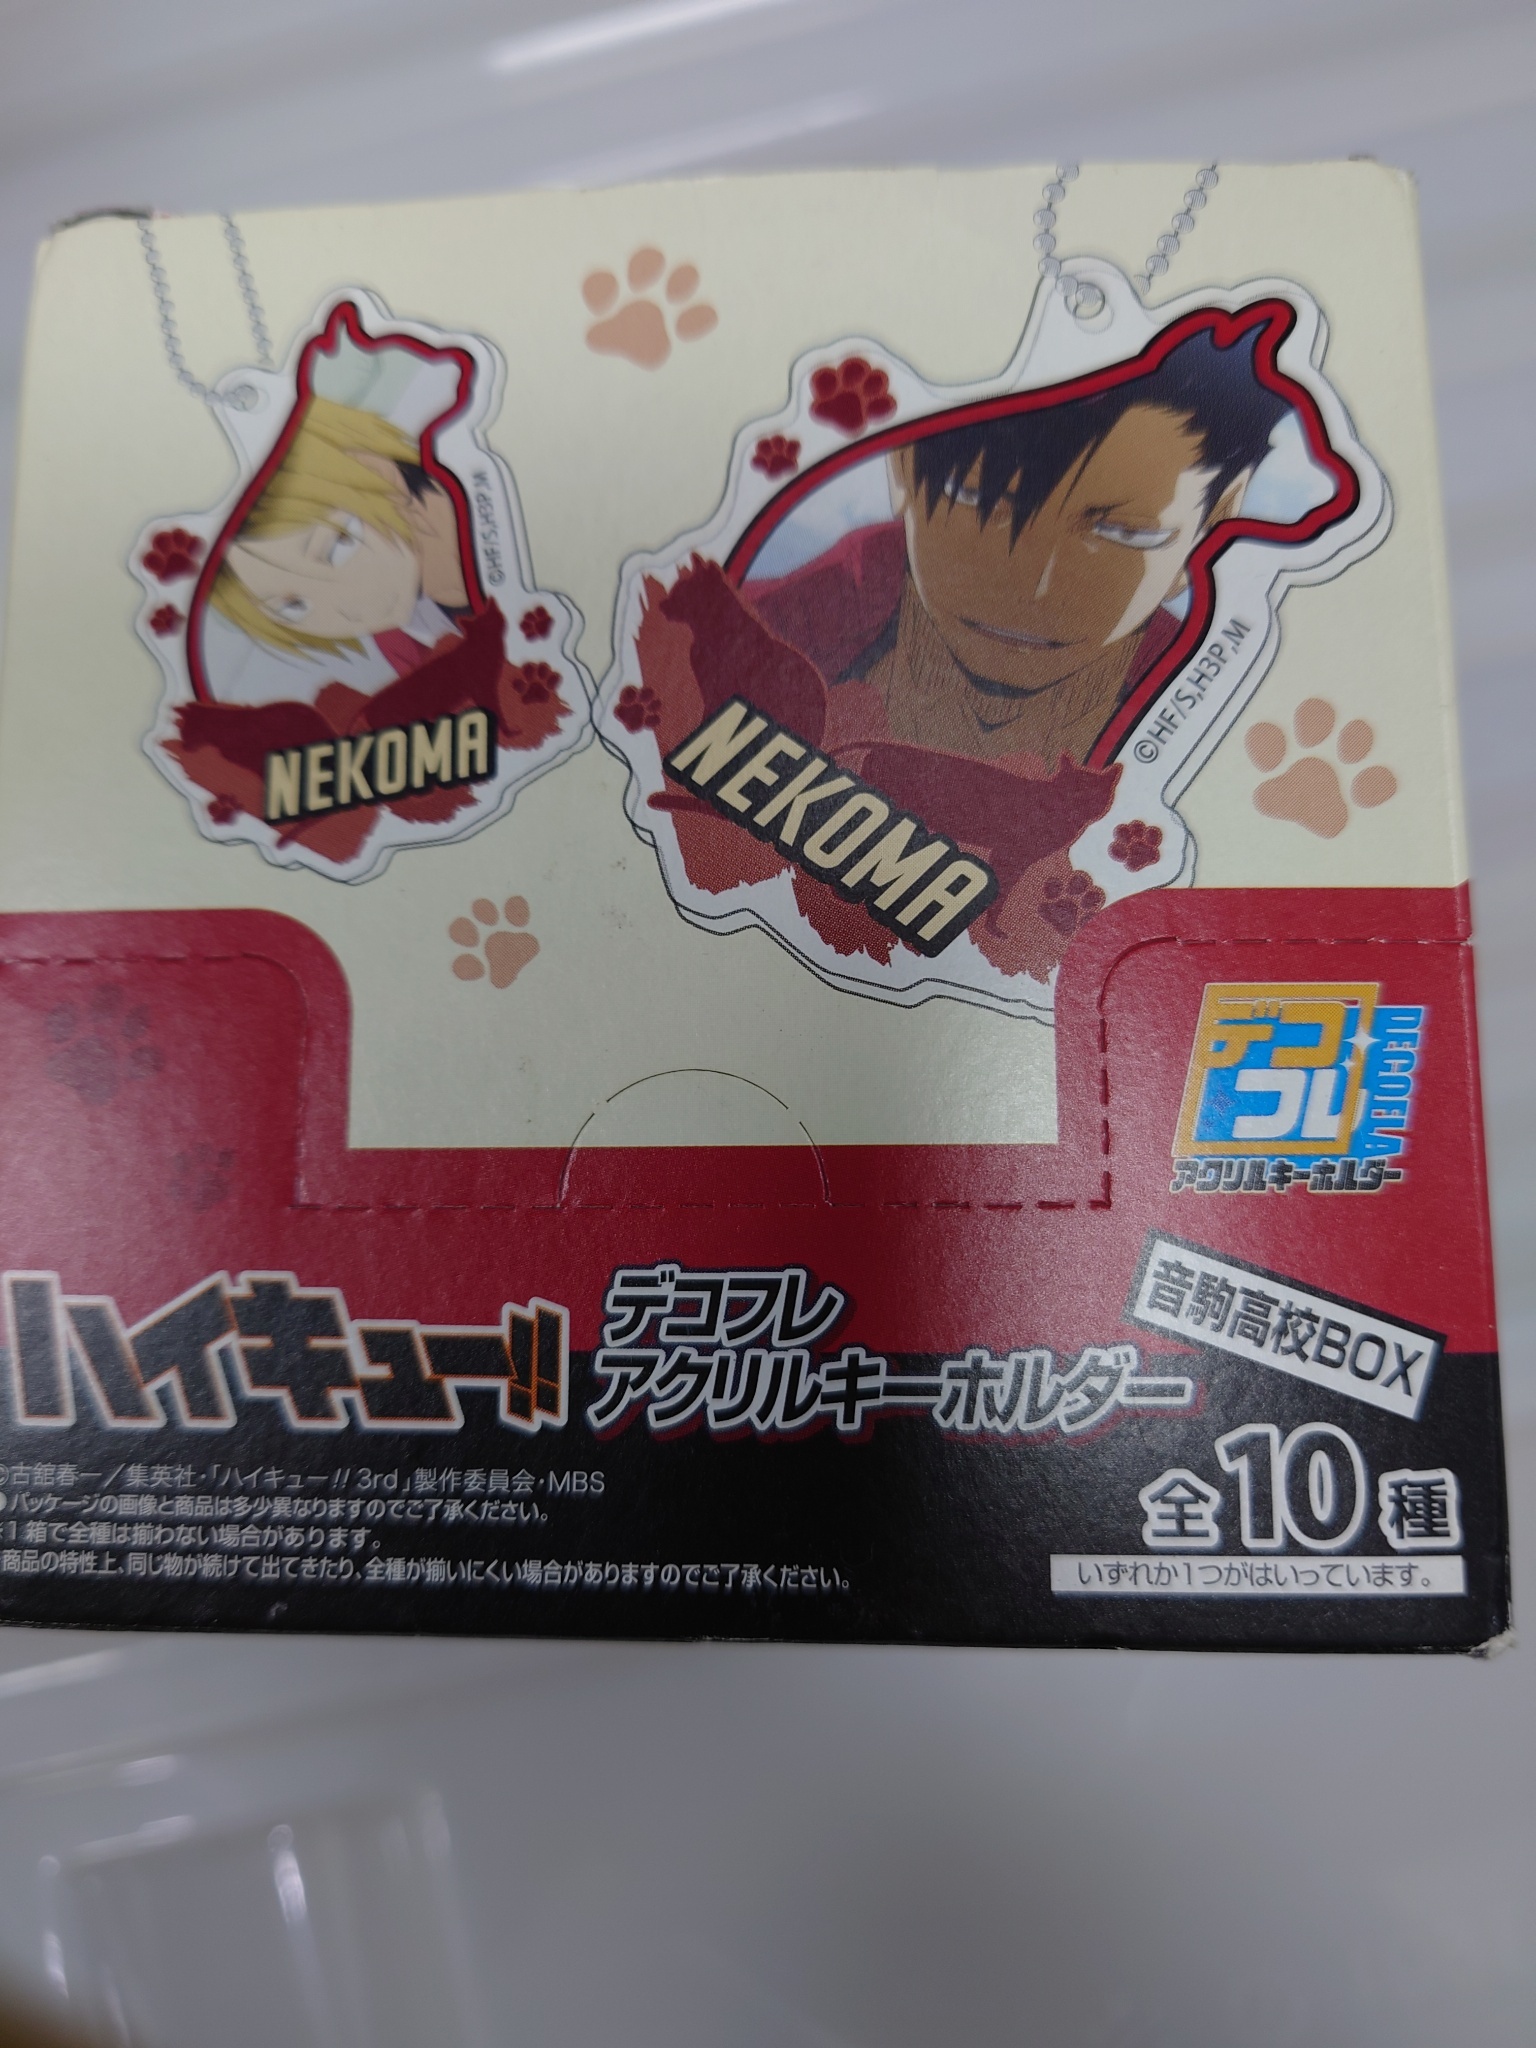 ©HF/S,H3P,M
NEKOMA
©HF/S,H3P,M
NEKOMA
デコ
フレ
DECOFLA
アクリルキーホルダー
ハイキュー!!
デコフレ
アクリルキーホルダー
音駒高校BOX
©古舘春一／集英社・「ハイキュー!! 3rd」製作委員会・MBS
●パッケージの画像と商品は多少異なりますのでご了承ください。
※1箱で全種は揃わない場合があります。
商品の特性上、同じ物が続けて出てきたり、全種が揃いにくい場合がありますのでご了承ください。
全10種
いずれか1つがはいっています。